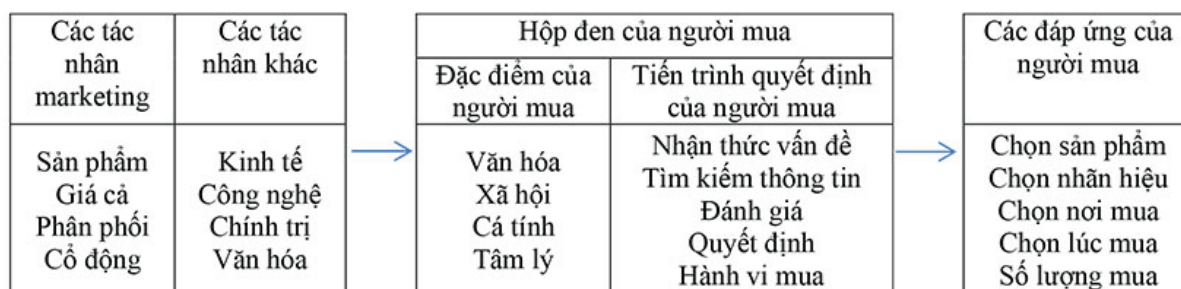 Các tác
nhân
marketing
Các tác
nhân khác
Sản phẩm
Giá cả
Phân phối
Cổ động
Kinh tế
Công nghệ
Chính trị
Văn hóa
Hộp đen của người mua
Đặc điểm của
người mua
Tiến trình quyết định
của người mua
Văn hóa
Xã hội
Cá tính
Tâm lý
Nhận thức vấn đề
Tìm kiếm thông tin
Đánh giá
Quyết định
Hành vi mua
Các đáp ứng của
người mua
Chọn sản phẩm
Chọn nhãn hiệu
Chọn nơi mua
Chọn lúc mua
Số lượng mua